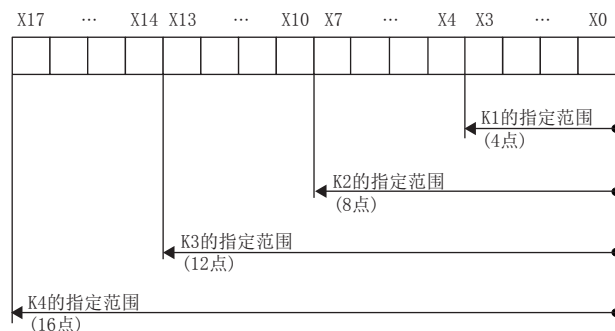 X17 … X14 X13 … X10 X7 … X4 X3 … X0
K1的指定范围
(4点)
K2的指定范围
(8点)
K3的指定范围
(12点)
K4的指定范围
(16点)